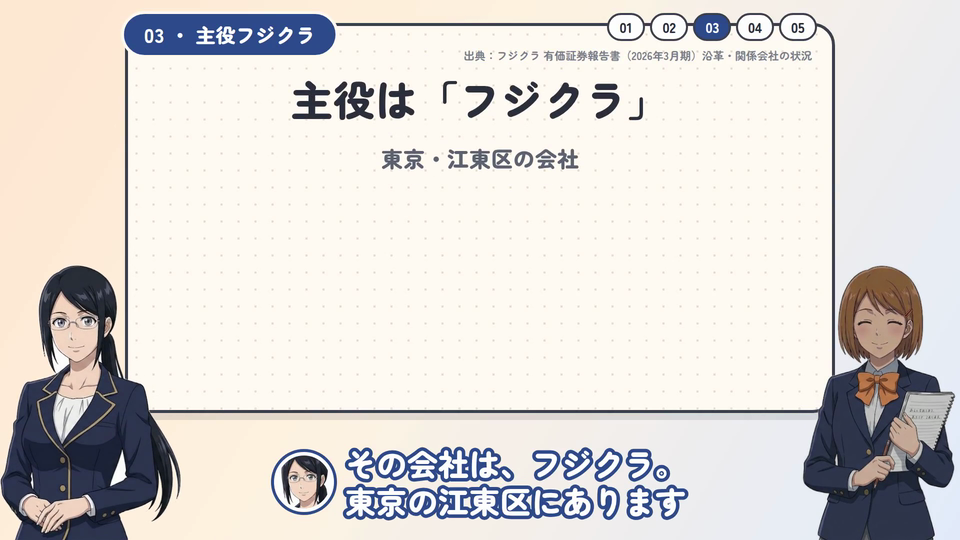 03 ・ 主役フジクラ
01 02 03 04 05
出典：フジクラ 有価証券報告書（2026年3月期）沿革・関係会社の状況
主役は「フジクラ」
東京・江東区の会社
その会社は、フジクラ。
東京の江東区にあります